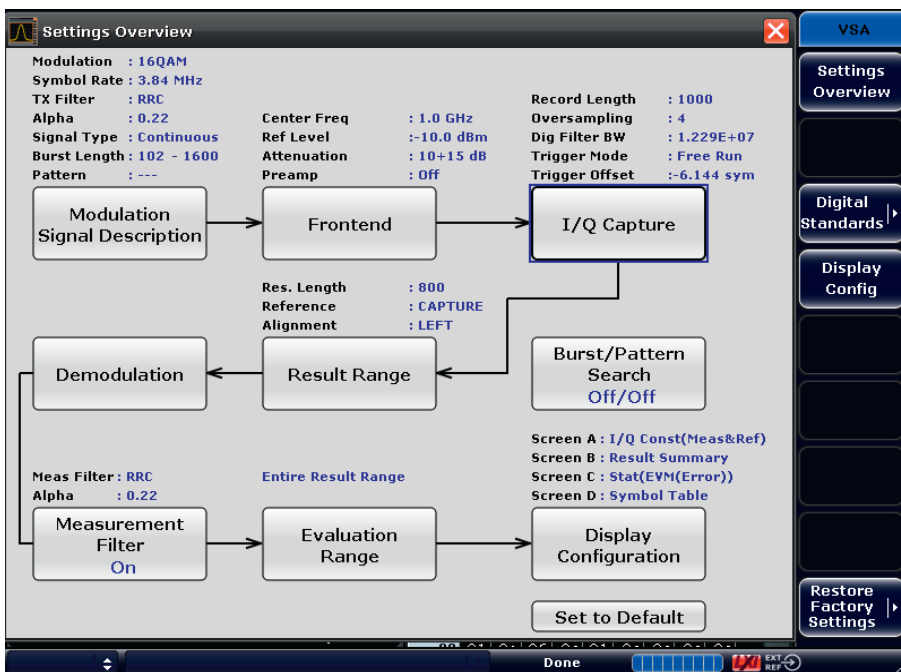 Settings Overview
VSA
Modulation : 16QAM
Symbol Rate : 3.84 MHz
TX Filter : RRC
Alpha : 0.22
Signal Type : Continuous
Burst Length : 102 - 1600
Pattern : ---
Center Freq : 1.0 GHz
Ref Level :-10.0 dBm
Attenuation : 10+15 dB
Preamp : Off
Record Length : 1000
Oversampling : 4
Dig Filter BW : 1.229E+07
Trigger Mode : Free Run
Trigger Offset :-6.144 sym
Modulation
Signal Description
Frontend
I/Q Capture
Res. Length : 800
Reference : CAPTURE
Alignment : LEFT
Demodulation
Result Range
Burst/Pattern
Search
Off/Off
Screen A : I/Q Const(Meas&Ref)
Screen B : Result Summary
Screen C : Stat(EVM(Error))
Screen D : Symbol Table
Meas Filter : RRC
Alpha : 0.22
Entire Result Range
Measurement
Filter
On
Evaluation
Range
Display
Configuration
Set to Default
Settings
Overview
Digital
Standards
Display
Config
Restore
Factory
Settings
Done
LXI
EXT
REF